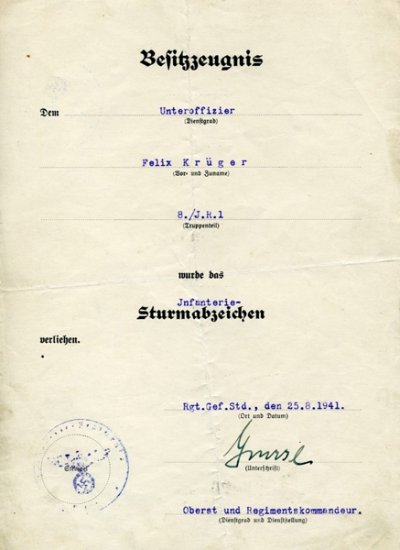 Besitzzeugnis
Dem Unteroffizier
(Dienstgrad)
Felix Krüger
(Vor- und Zuname)
8./J.R.1
(Truppenteil)
wurde das
Jnfanterie-
Sturmabzeichen
verliehen.
Rgt.Gef.Std., den 25.8.1941.
(Ort und Datum)
(Unterschrift)
Oberst und Regimentskommandeur.
(Dienstgrad und Dienststellung)